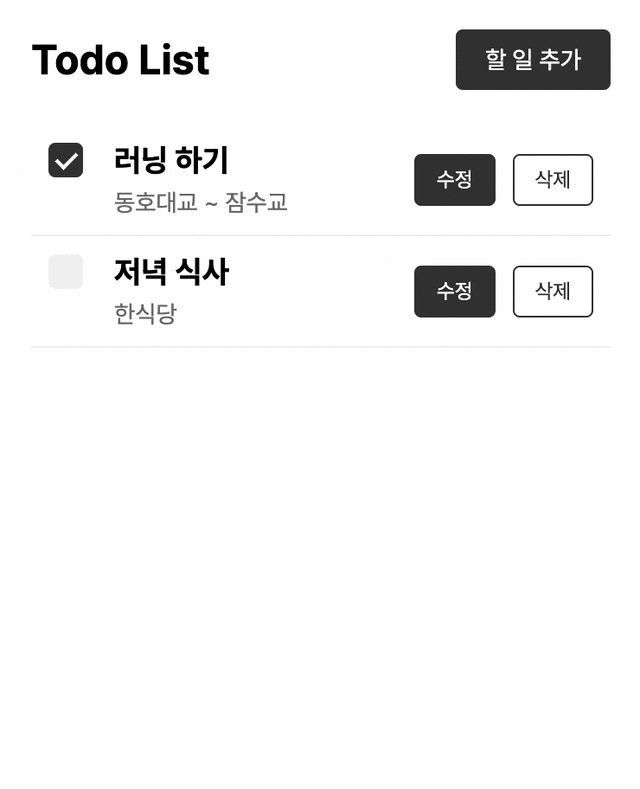 Todo List
할 일 추가
러닝 하기
동호대교 ~ 잠수교
수정
삭제
저녁 식사
한식당
수정
삭제